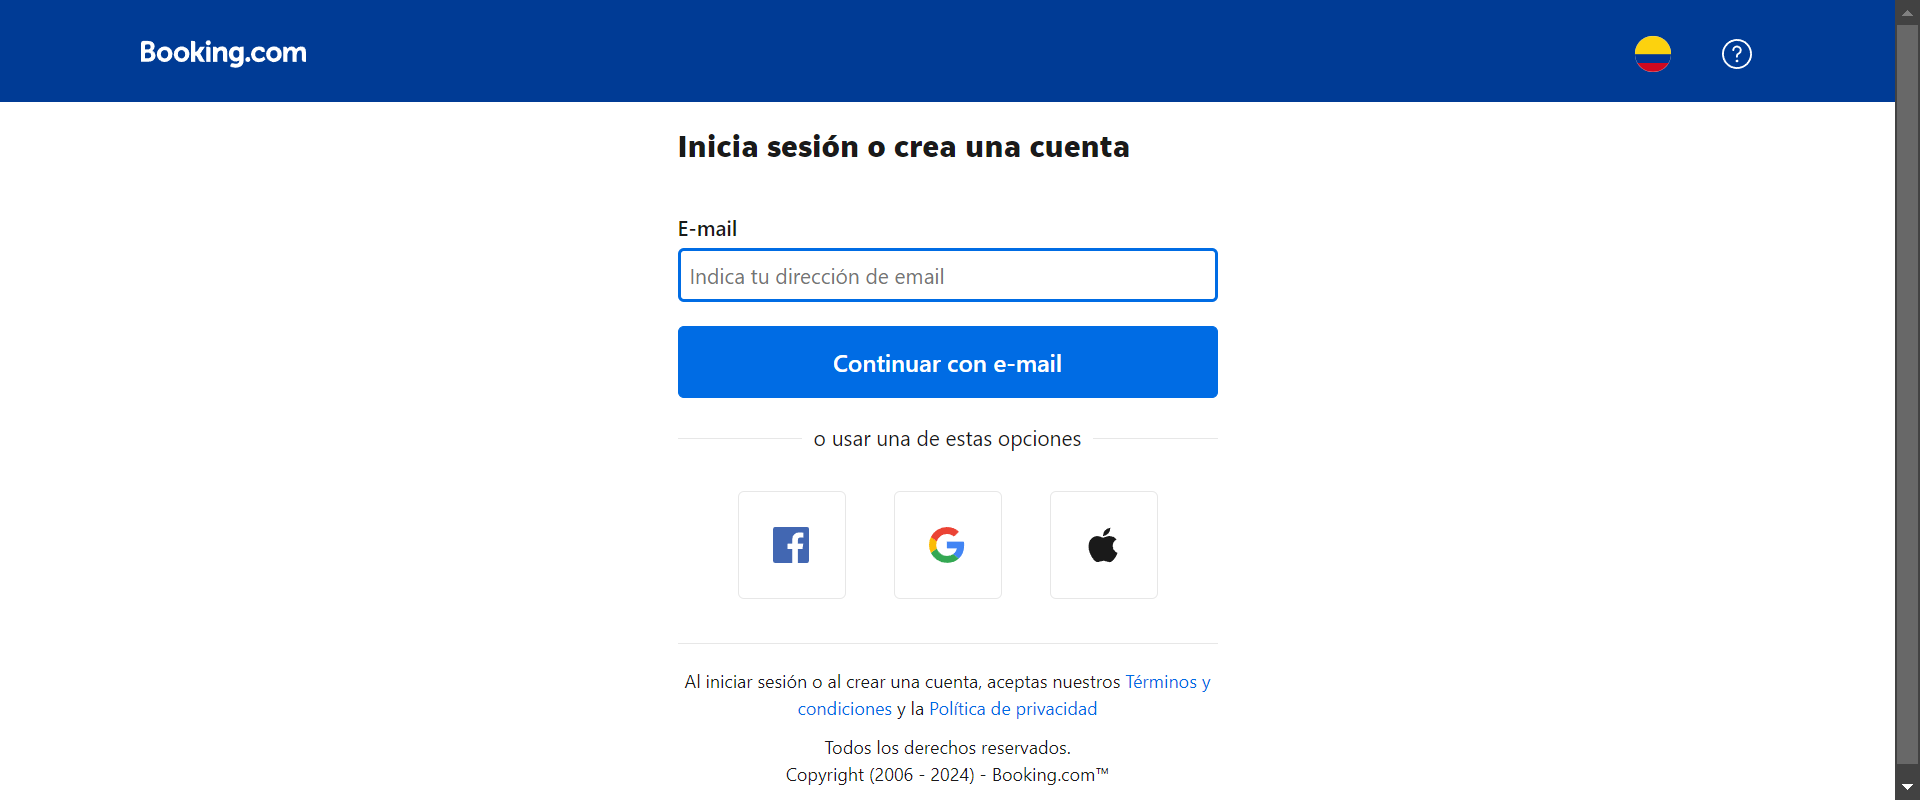 Booking.com
?
Inicia sesión o crea una cuenta
E-mail
Indica tu dirección de email
Continuar con e-mail
o usar una de estas opciones
Al iniciar sesión o al crear una cuenta, aceptas nuestros Términos y
condiciones y la Política de privacidad
Todos los derechos reservados.
Copyright (2006 - 2024) - Booking.com™